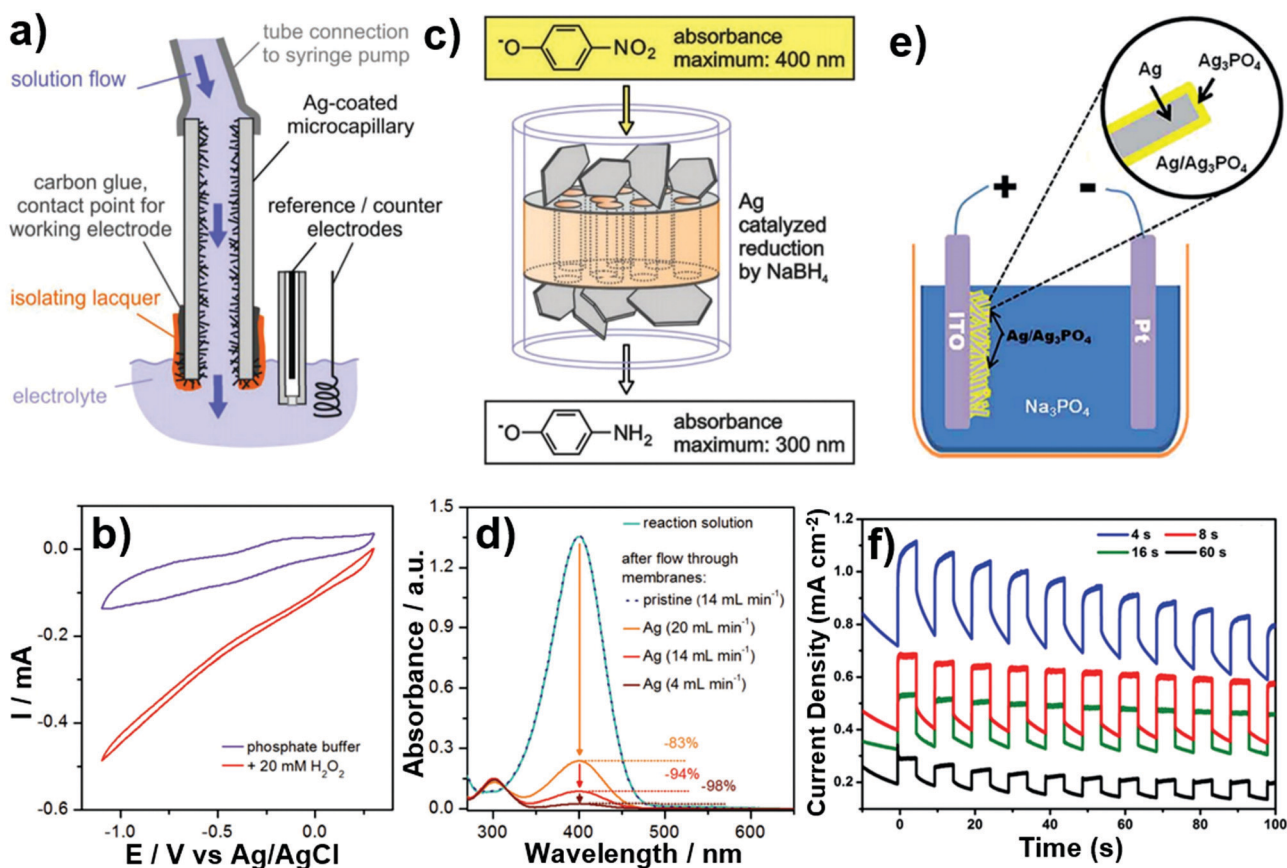 a)
tube connection
to syringe pump
solution flow
Ag-coated
microcapillary
carbon glue,
contact point for
working electrode
reference / counter
electrodes
isolating lacquer
electrolyte
c)
⁻O
NO₂
absorbance
maximum: 400 nm
Ag
catalyzed
reduction
by NaBH₄
⁻O
NH₂
absorbance
maximum: 300 nm
e)
Ag
Ag₃PO₄
Ag/Ag₃PO₄
+
-
ITO
Ag/Ag₃PO₄
Pt
Na₃PO₄
b)
0.0
-0.2
-0.4
-0.6
I / mA
phosphate buffer
+ 20 mM H₂O₂
-1.0
-0.5
0.0
E / V vs Ag/AgCl
d)
1.5
1.2
0.9
0.6
0.3
0.0
Absorbance / a.u.
reaction solution
after flow through
membranes:
pristine (14 mL min⁻¹)
Ag (20 mL min⁻¹)
Ag (14 mL min⁻¹)
Ag (4 mL min⁻¹)
-83%
-94%
-98%
300
400
500
600
Wavelength / nm
f)
1.2
1.0
0.8
0.6
0.4
0.2
Current Density (mA cm⁻²)
4 s
8 s
16 s
60 s
0
20
40
60
80
100
Time (s)